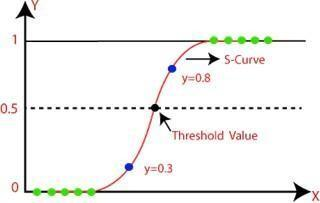 Y
1
S-Curve
y=0.8
0.5
Threshold Value
y=0.3
0
X